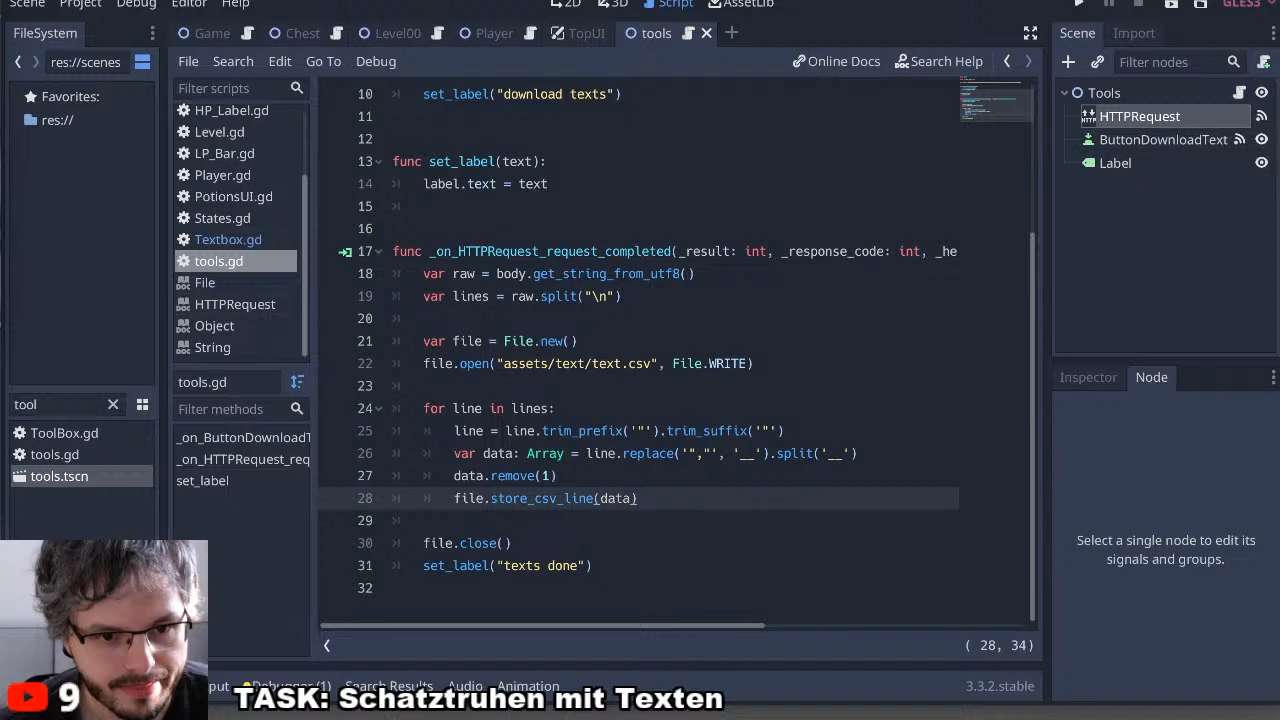 Scene Project Debug Editor Help 2D 3D Script AssetLib GLES3
FileSystem Game Chest Level00 Player TopUI tools Scene Import
res://scenes File Search Edit Go To Debug Online Docs Search Help Filter nodes
Favorites:
res://
Filter scripts
HP_Label.gd
Level.gd
LP_Bar.gd
Player.gd
PotionsUI.gd
States.gd
Textbox.gd
tools.gd
File
HTTPRequest
Object
String
tools.gd
Filter methods
_on_ButtonDownloadT
_on_HTTPRequest_req
set_label
tool
ToolBox.gd
tools.gd
tools.tscn
10 set_label("download texts")
11
12
13 func set_label(text):
14 label.text = text
15
16
17 func _on_HTTPRequest_request_completed(_result: int, _response_code: int, _he
18 var raw = body.get_string_from_utf8()
19 var lines = raw.split("\n")
20
21 var file = File.new()
22 file.open("assets/text/text.csv", File.WRITE)
23
24 for line in lines:
25 line = line.trim_prefix('"').trim_suffix('"')
26 var data: Array = line.replace('","', '__').split('__')
27 data.remove(1)
28 file.store_csv_line(data)
29
30 file.close()
31 set_label("texts done")
32
( 28, 34)
Tools
HTTPRequest
ButtonDownloadText
Label
Inspector Node
Select a single node to edit its
signals and groups.
Debugger (1) Search Results Audio Animation 3.3.2.stable
9 TASK: Schatztruhen mit Texten